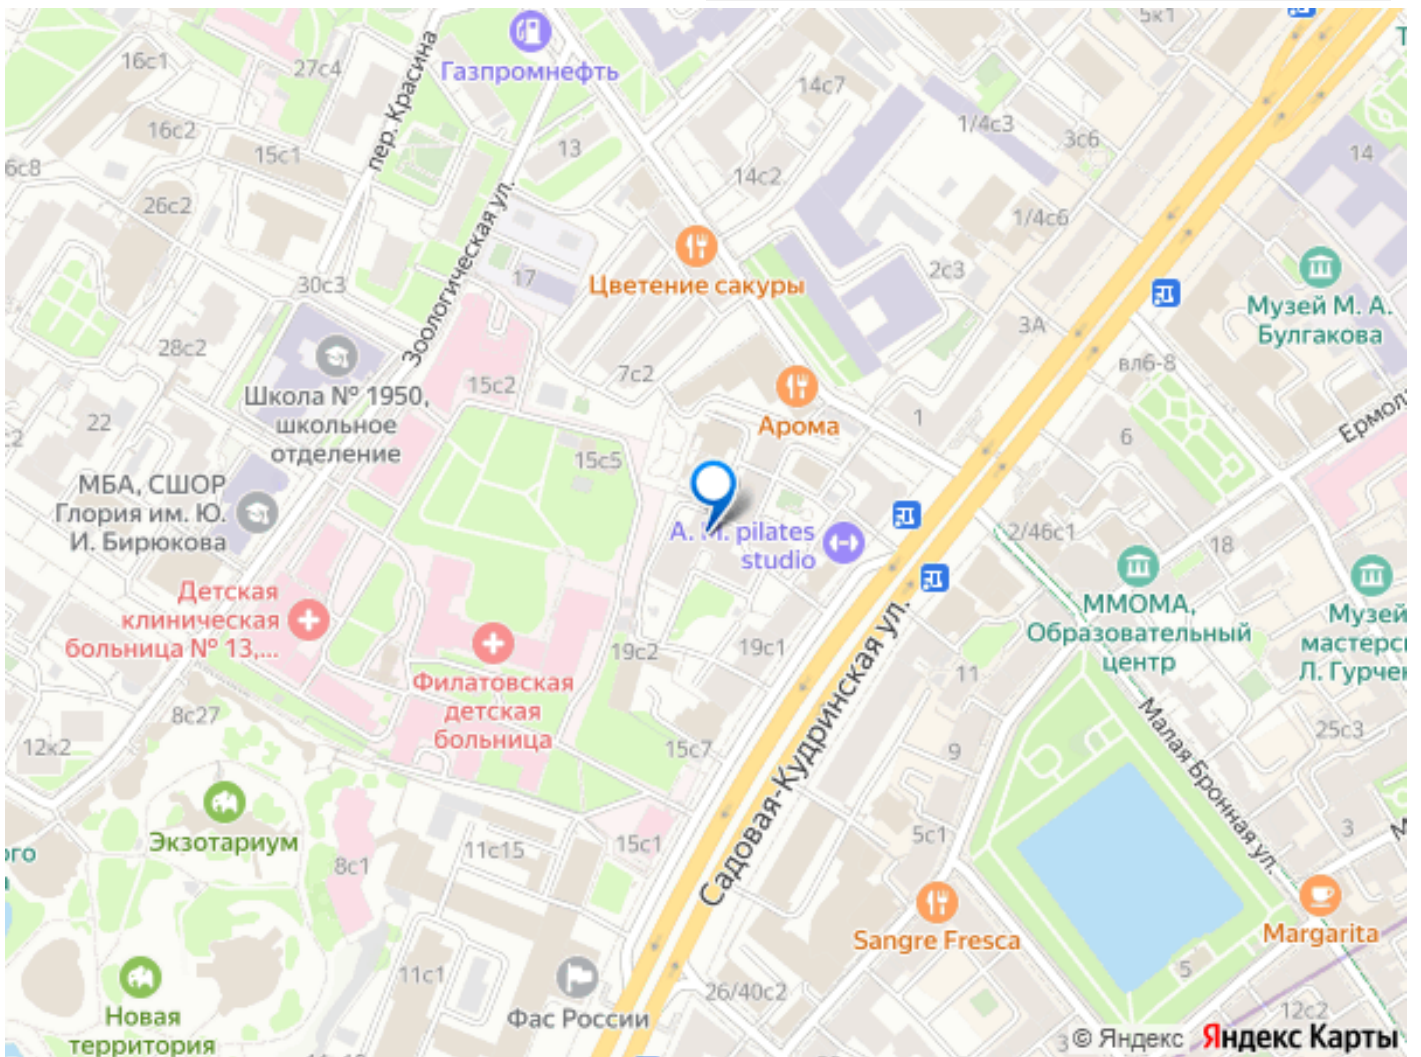 5к1
16с1
27с4
пер. Красина
Газпромнефть
14с7
1/4с3
3с6
14
16с2
15с1
13
6с8
14с2
26с2
1/4с6
Зоологическая ул.
17
2с3
Цветение сакуры
30с3
Музей М. А.
Булгакова
3А
28с2
вл6-8
15с2
7с2
Школа № 1950,
школьное
отделение
22
Арома
1
6
Ермол
с2
15с5
МБА, СШОР
Глория им. Ю.
И. Бирюкова
A. M. pilates
studio
2/46с1
18
Детская
клиническая
больница № 13,...
ММОМА,
Образовательный
центр
Музей
мастерс
Л. Гурче
19с2
19с1
11
Филатовская
детская
больница
8с27
12к2
15с7
9
25с3
Садовая-Кудринская ул.
Малая Бронная ул.
Экзотариум
ого
8с1
11с15
15с1
5с1
3
Sangre Fresca
Margarita
11с1
5
Новая
территория
Фас России
26/40с2
12с2
3
© Яндекс Яндекс Карты